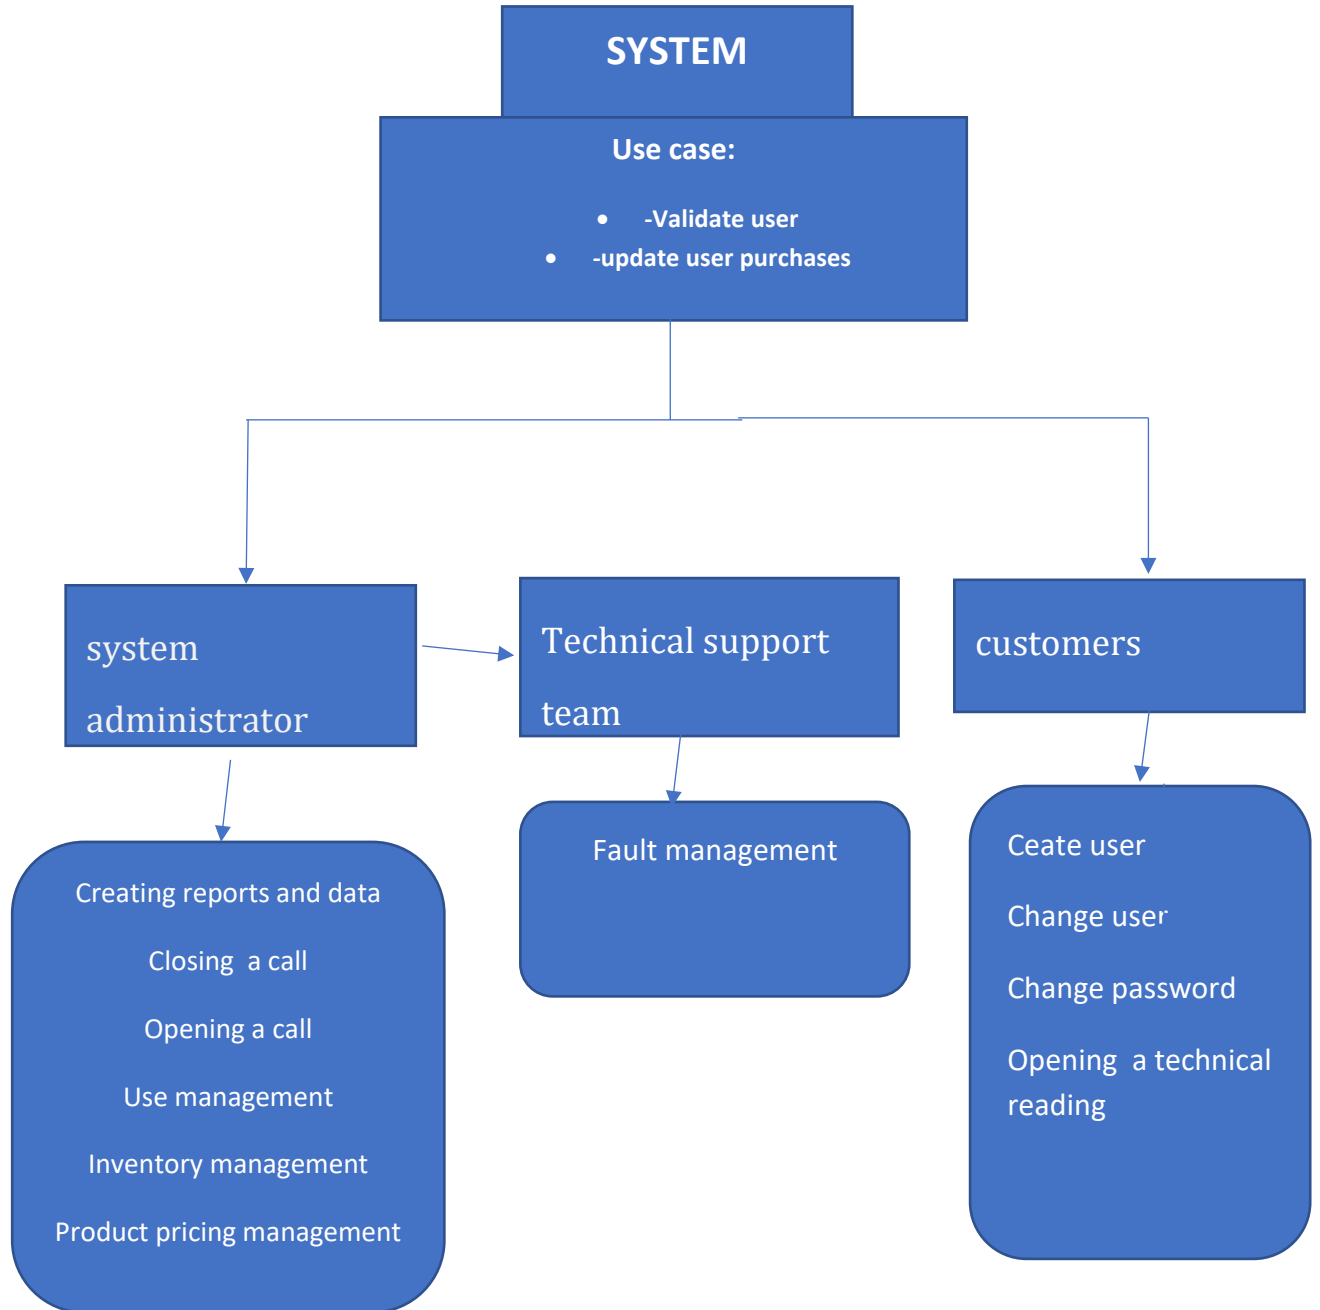 SYSTEM
Use case:
• -Validate user
• -update user purchases
system
administrator
Technical support
team
customers
Creating reports and data
Closing  a call
Opening a call
Use management
Inventory management
Product pricing management
Fault management
Ceate user
Change user
Change password
Opening  a technical
reading